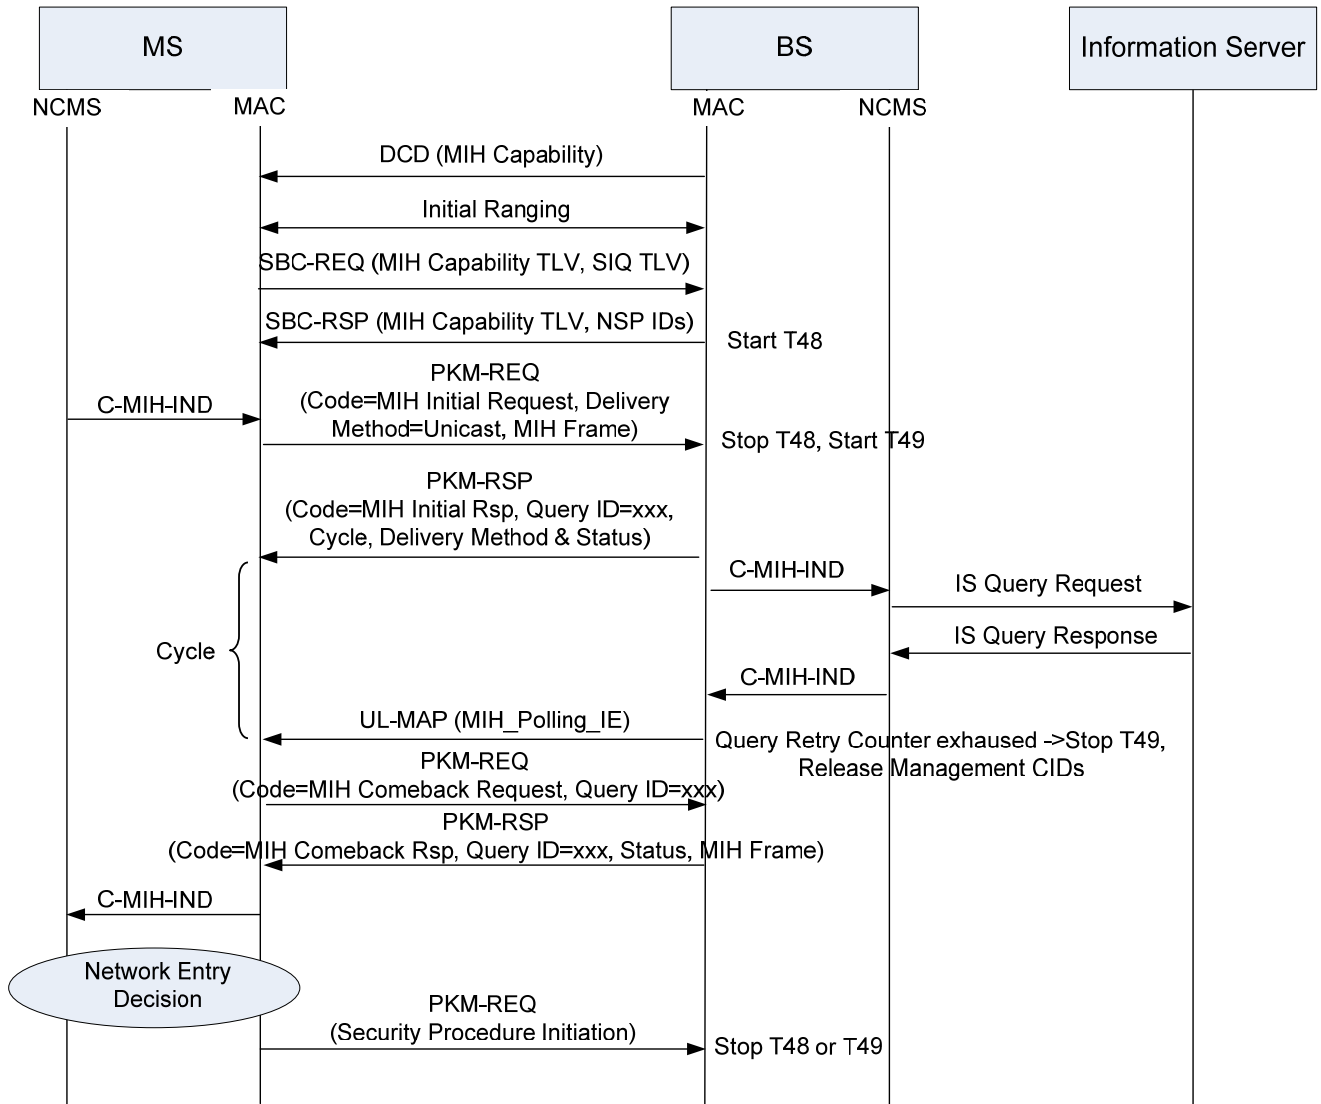 MS
BS
Information Server
NCMS
MAC
MAC
NCMS
DCD (MIH Capability)
Initial Ranging
SBC-REQ (MIH Capability TLV, SIQ TLV)
SBC-RSP (MIH Capability TLV, NSP IDs)
Start T48
PKM-REQ
(Code=MIH Initial Request, Delivery
Method=Unicast, MIH Frame)
C-MIH-IND
Stop T48, Start T49
PKM-RSP
(Code=MIH Initial Rsp, Query ID=xxx,
Cycle, Delivery Method & Status)
C-MIH-IND
IS Query Request
IS Query Response
Cycle
C-MIH-IND
UL-MAP (MIH_Polling_IE)
Query Retry Counter exhaused ->Stop T49,
Release Management CIDs
PKM-REQ
(Code=MIH Comeback Request, Query ID=xxx)
PKM-RSP
(Code=MIH Comeback Rsp, Query ID=xxx, Status, MIH Frame)
C-MIH-IND
Network Entry
Decision
PKM-REQ
(Security Procedure Initiation)
Stop T48 or T49